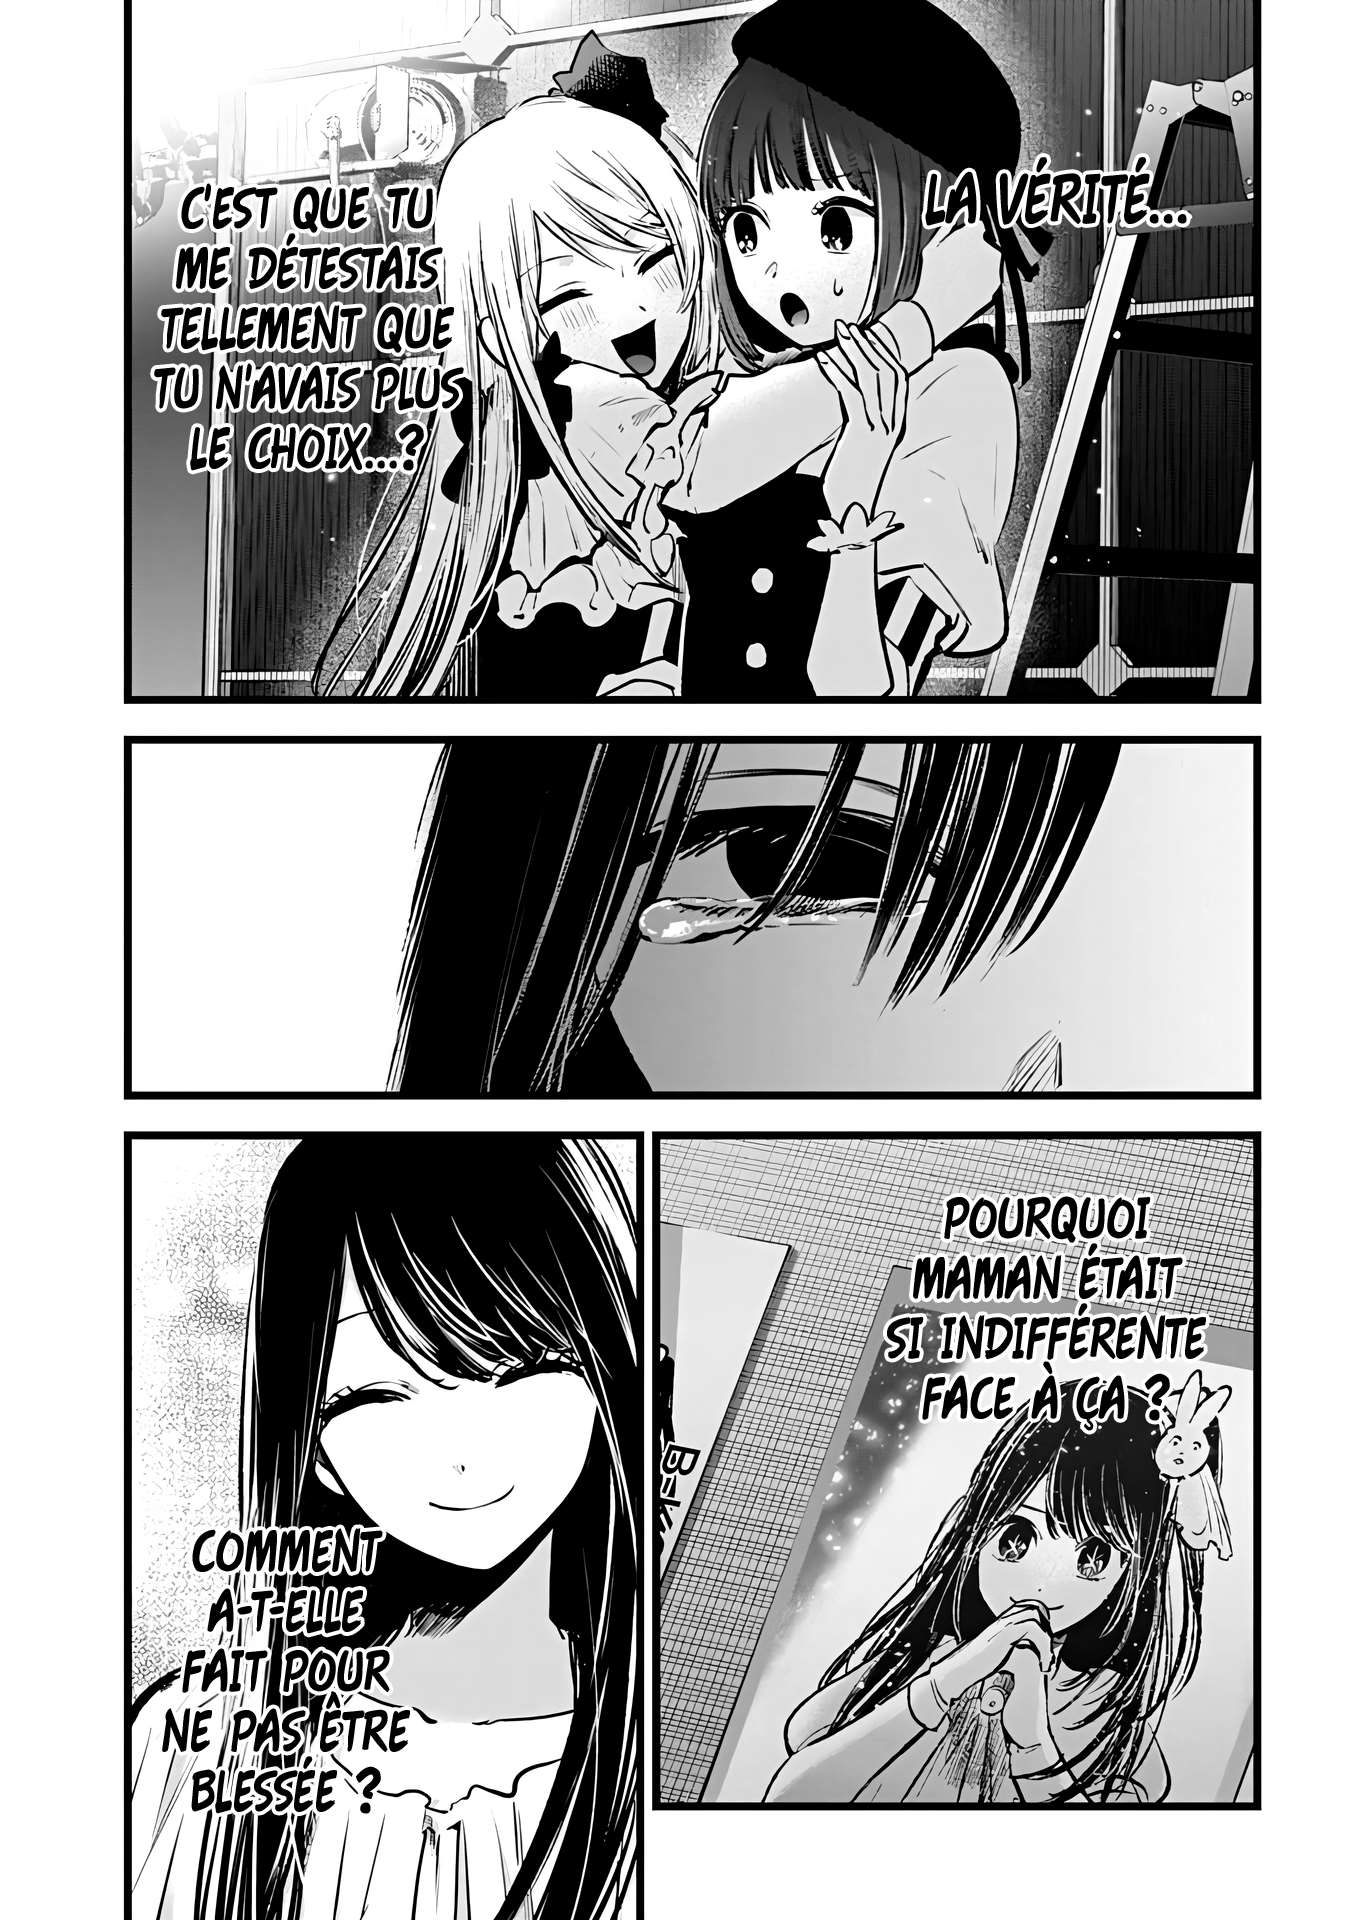 LA VÉRITÉ...
C'EST QUE TU
ME DÉTESTAIS
TELLEMENT QUE
TU N'AVAIS PLUS
LE CHOIX...?
POURQUOI
MAMAN ÉTAIT
SI INDIFFÉRENTE
FACE À ÇA ?
COMMENT
A-T-ELLE
FAIT POUR
NE PAS ÊTRE
BLESSÉE ?